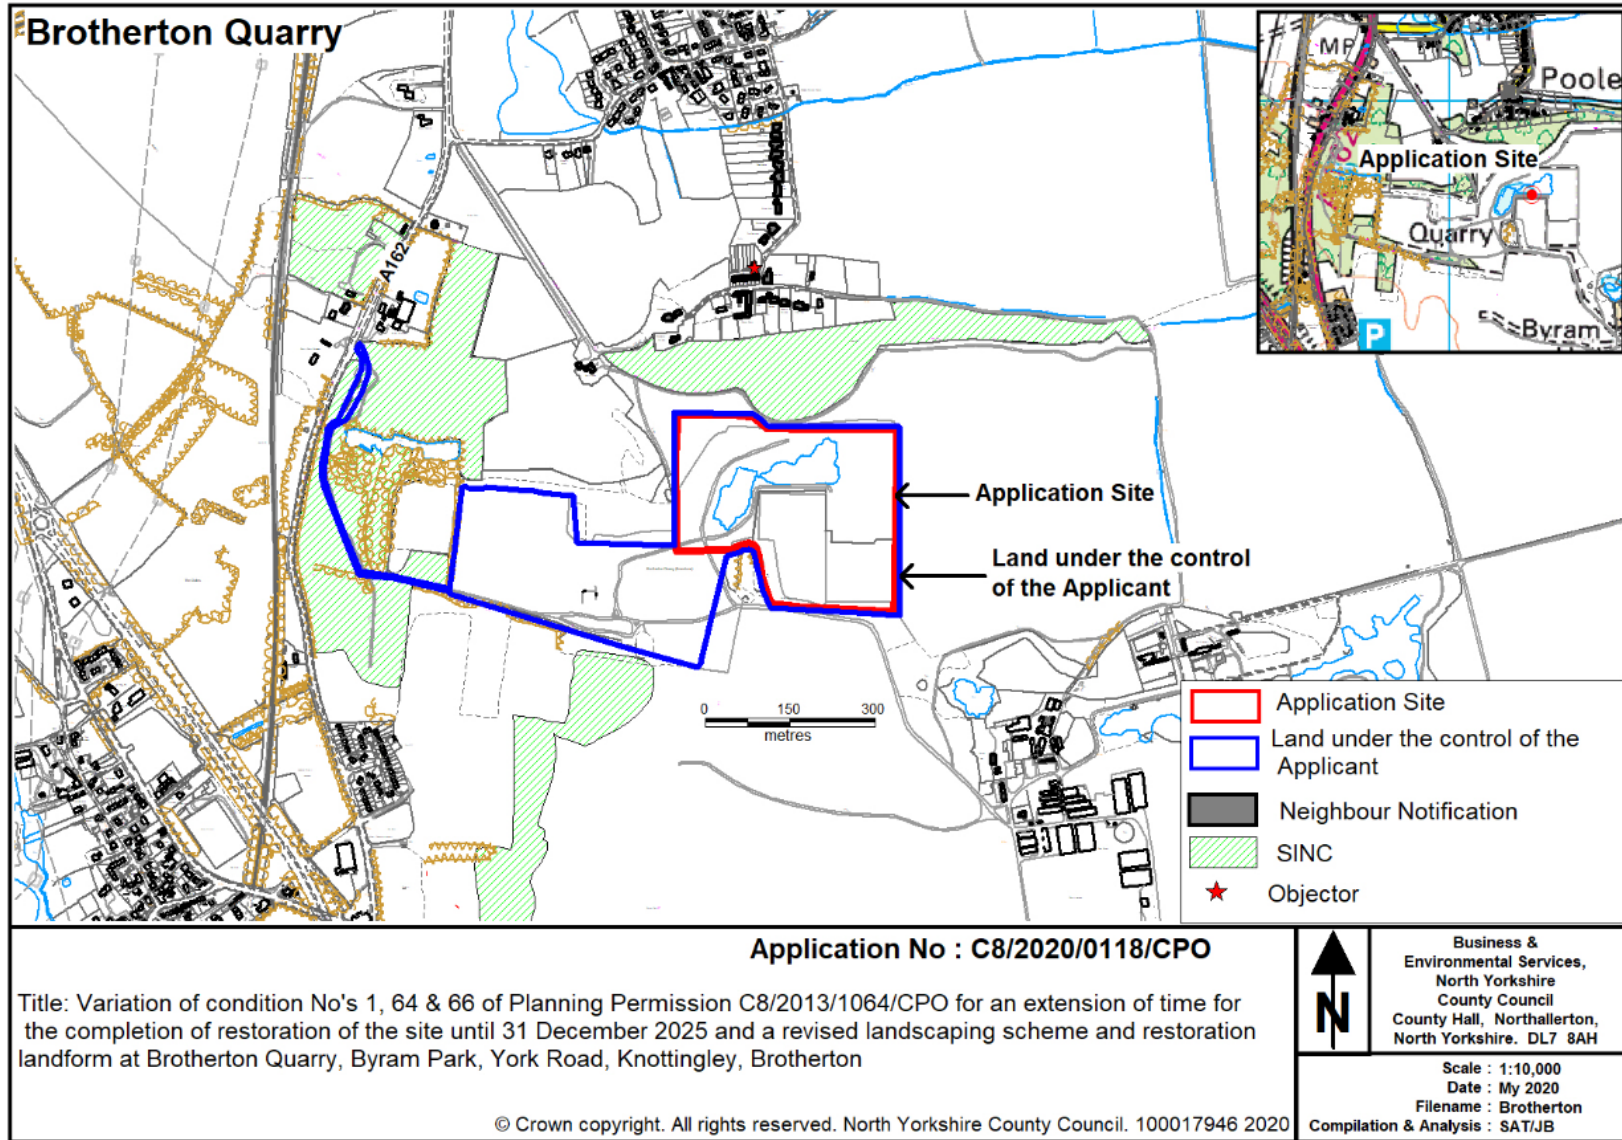 Brotherton Quarry
MP
Poole
Application Site
Quarry
Byram
P
A162
Application Site
Land under the control
of the Applicant
0 150 300
metres
Application Site
Land under the control of the
Applicant
Neighbour Notification
SINC
Objector
Application No : C8/2020/0118/CPO
Title: Variation of condition No's 1, 64 & 66 of Planning Permission C8/2013/1064/CPO for an extension of time for
the completion of restoration of the site until 31 December 2025 and a revised landscaping scheme and restoration
landform at Brotherton Quarry, Byram Park, York Road, Knottingley, Brotherton
© Crown copyright. All rights reserved. North Yorkshire County Council. 100017946 2020
N
Business &
Environmental Services,
North Yorkshire
County Council
County Hall, Northallerton,
North Yorkshire. DL7 8AH
Scale : 1:10,000
Date : My 2020
Filename : Brotherton
Compilation & Analysis : SAT/JB